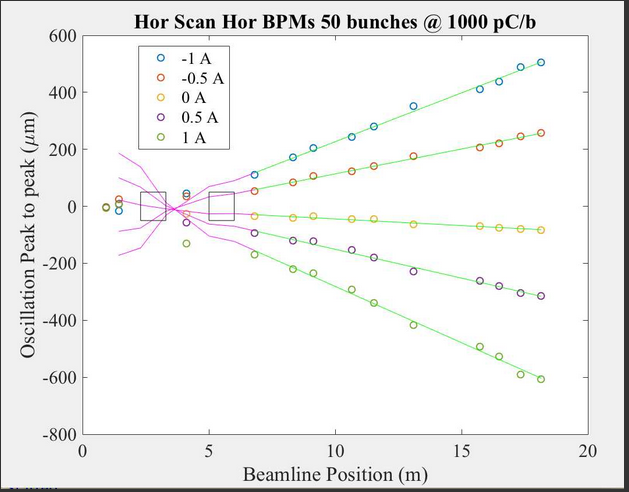 Hor Scan Hor BPMs 50 bunches @ 1000 pC/b
600
400
200
0
-200
-400
-600
-800
Oscillation Peak to peak (μm)
-1 A
-0.5 A
0 A
0.5 A
1 A
0
5
10
15
20
Beamline Position (m)